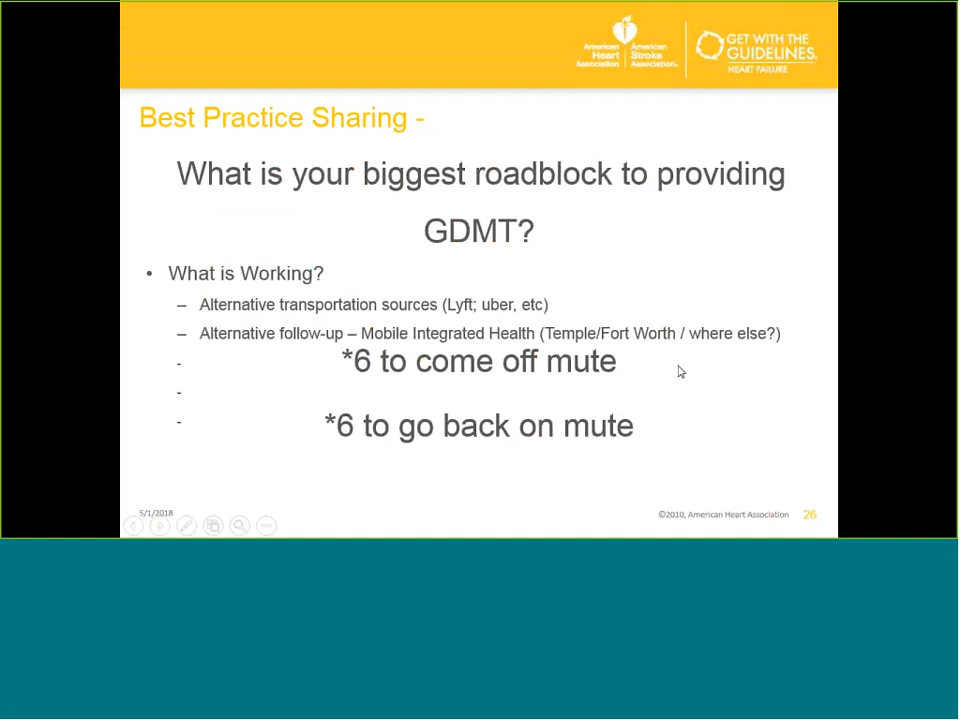 American Heart Association
American Stroke Association®
GET WITH THE
GUIDELINES®
HEART FAILURE
Best Practice Sharing -
What is your biggest roadblock to providing
GDMT?
• What is Working?
– Alternative transportation sources (Lyft; uber, etc)
– Alternative follow-up – Mobile Integrated Health (Temple/Fort Worth / where else?)
- *6 to come off mute
-
- *6 to go back on mute
5/1/2018
©2010, American Heart Association
26